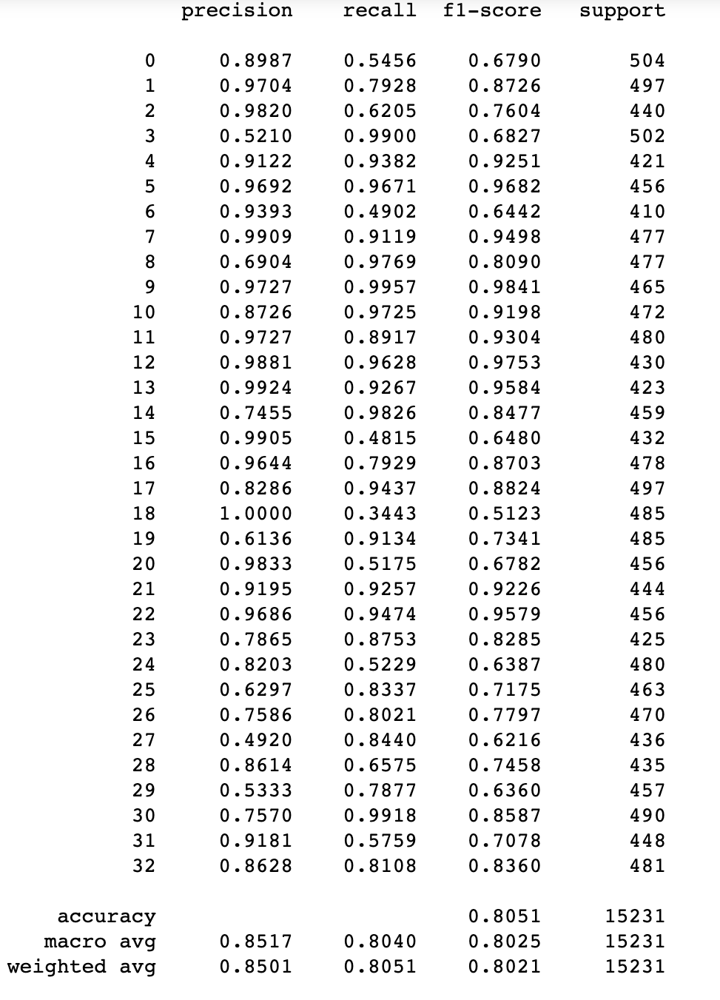 precision recall f1-score support
0 0.8987 0.5456 0.6790 504
1 0.9704 0.7928 0.8726 497
2 0.9820 0.6205 0.7604 440
3 0.5210 0.9900 0.6827 502
4 0.9122 0.9382 0.9251 421
5 0.9692 0.9671 0.9682 456
6 0.9393 0.4902 0.6442 410
7 0.9909 0.9119 0.9498 477
8 0.6904 0.9769 0.8090 477
9 0.9727 0.9957 0.9841 465
10 0.8726 0.9725 0.9198 472
11 0.9727 0.8917 0.9304 480
12 0.9881 0.9628 0.9753 430
13 0.9924 0.9267 0.9584 423
14 0.7455 0.9826 0.8477 459
15 0.9905 0.4815 0.6480 432
16 0.9644 0.7929 0.8703 478
17 0.8286 0.9437 0.8824 497
18 1.0000 0.3443 0.5123 485
19 0.6136 0.9134 0.7341 485
20 0.9833 0.5175 0.6782 456
21 0.9195 0.9257 0.9226 444
22 0.9686 0.9474 0.9579 456
23 0.7865 0.8753 0.8285 425
24 0.8203 0.5229 0.6387 480
25 0.6297 0.8337 0.7175 463
26 0.7586 0.8021 0.7797 470
27 0.4920 0.8440 0.6216 436
28 0.8614 0.6575 0.7458 435
29 0.5333 0.7877 0.6360 457
30 0.7570 0.9918 0.8587 490
31 0.9181 0.5759 0.7078 448
32 0.8628 0.8108 0.8360 481
accuracy 0.8051 15231
macro avg 0.8517 0.8040 0.8025 15231
weighted avg 0.8501 0.8051 0.8021 15231